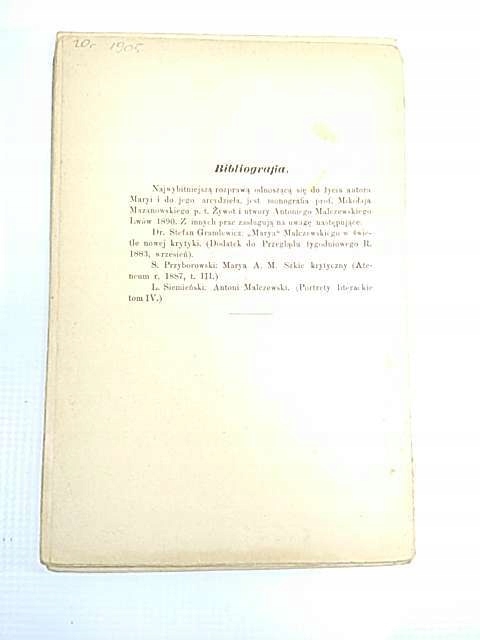 20r 1905
Bibliografia.
Najwybitniejszą rozprawą odnoszącą się do życia autora
Maryi i do jego arcydzieła, jest monografia prof. Mikołaja
Mazanowskiego p. t. Żywot i utwory Antoniego Malczewskiego
Lwów 1890. Z innych prac zasługują na uwagę następujące:
Dr. Stefan Gramlewicz: „Marya" Malczewskiego w świe-
tle nowej krytyki. (Dodatek do Przeglądu tygodniowego R.
1883, wrzesień).
S. Przyborowski: Marya A. M. Szkic krytyczny (Ate-
neum r. 1887, t. III.)
L. Siemieński. Antoni Malczewski. (Portrety literackie
tom IV.)